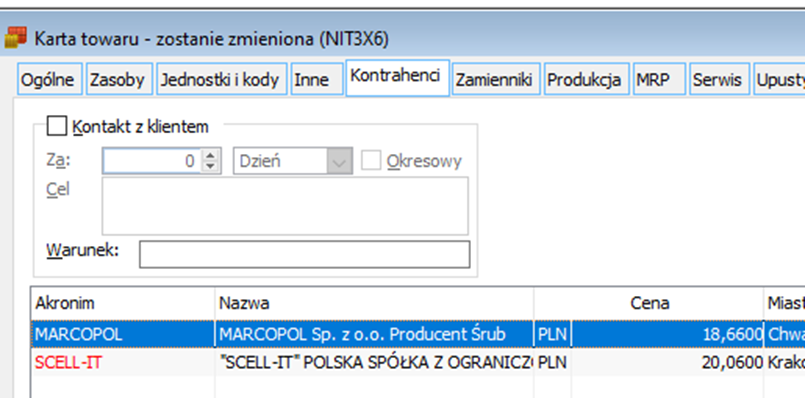 Karta towaru - zostanie zmieniona (NIT3X6)
Ogólne Zasoby Jednostki i kody Inne Kontrahenci Zamienniki Produkcja MRP Serwis Upusty
Kontakt z klientem
Za: 0 Dzień Okresowy
Cel
Warunek:
Akronim Nazwa Cena Miast
MARCOPOL MARCOPOL Sp. z o.o. Producent Śrub PLN 18,6600 Chwa
SCELL-IT "SCELL-IT" POLSKA SPÓŁKA Z OGRANICZO PLN 20,0600 Krako